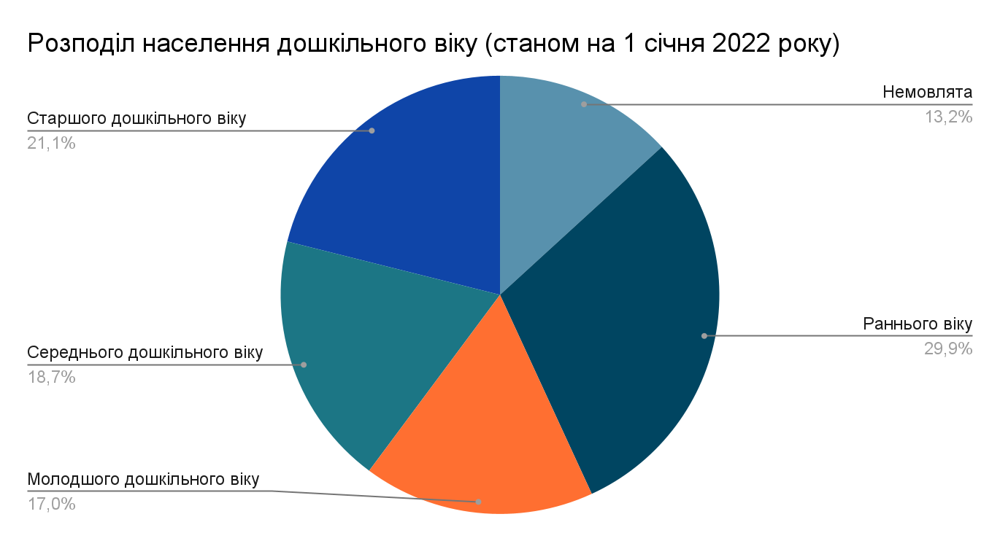 Розподіл населення дошкільного віку (станом на 1 січня 2022 року)
Немовлята
13,2%
Раннього віку
29,9%
Молодшого дошкільного віку
17,0%
Середнього дошкільного віку
18,7%
Старшого дошкільного віку
21,1%